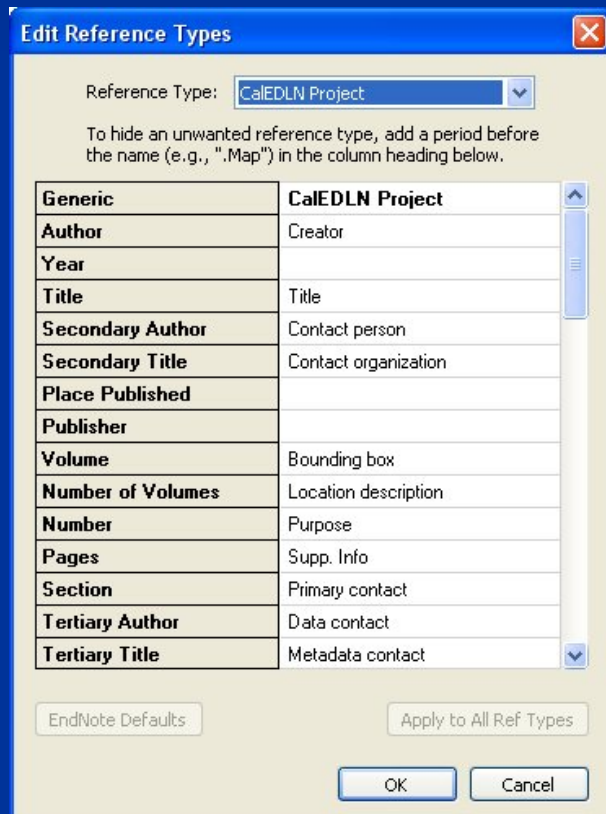 Edit Reference Types
Reference Type: CalEDLN Project
To hide an unwanted reference type, add a period before
the name (e.g., ".Map") in the column heading below.
Generic CalEDLN Project
Author Creator
Year
Title Title
Secondary Author Contact person
Secondary Title Contact organization
Place Published
Publisher
Volume Bounding box
Number of Volumes Location description
Number Purpose
Pages Supp. Info
Section Primary contact
Tertiary Author Data contact
Tertiary Title Metadata contact
EndNote Defaults Apply to All Ref Types
OK Cancel